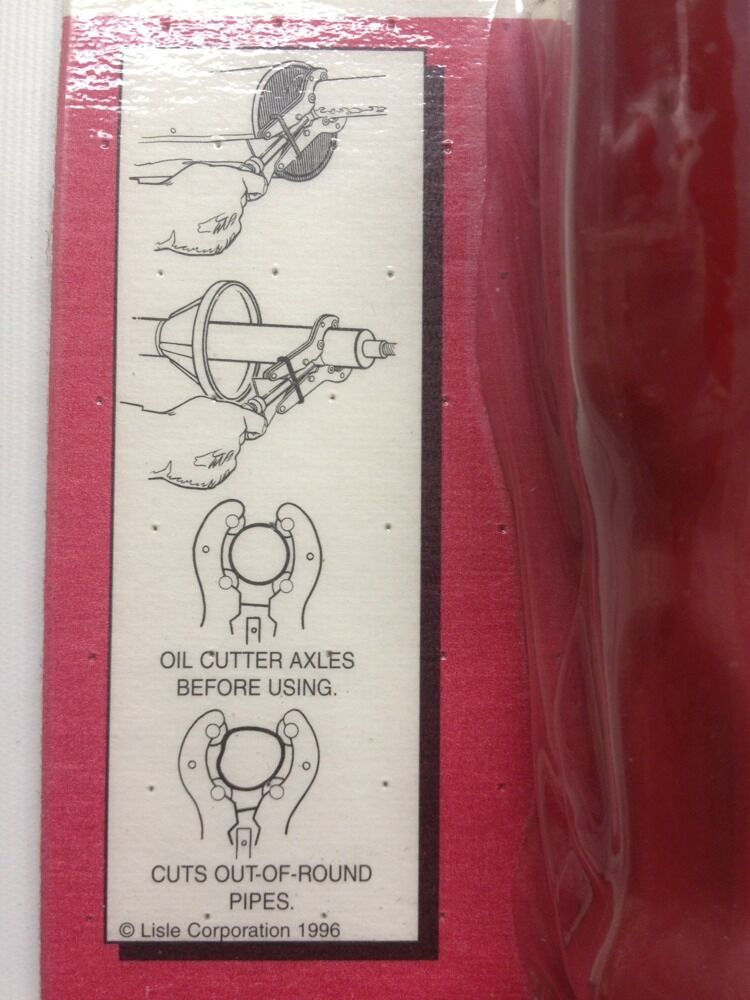 OIL CUTTER AXLES
BEFORE USING.
CUTS OUT-OF-ROUND
PIPES.
© Lisle Corporation 1996